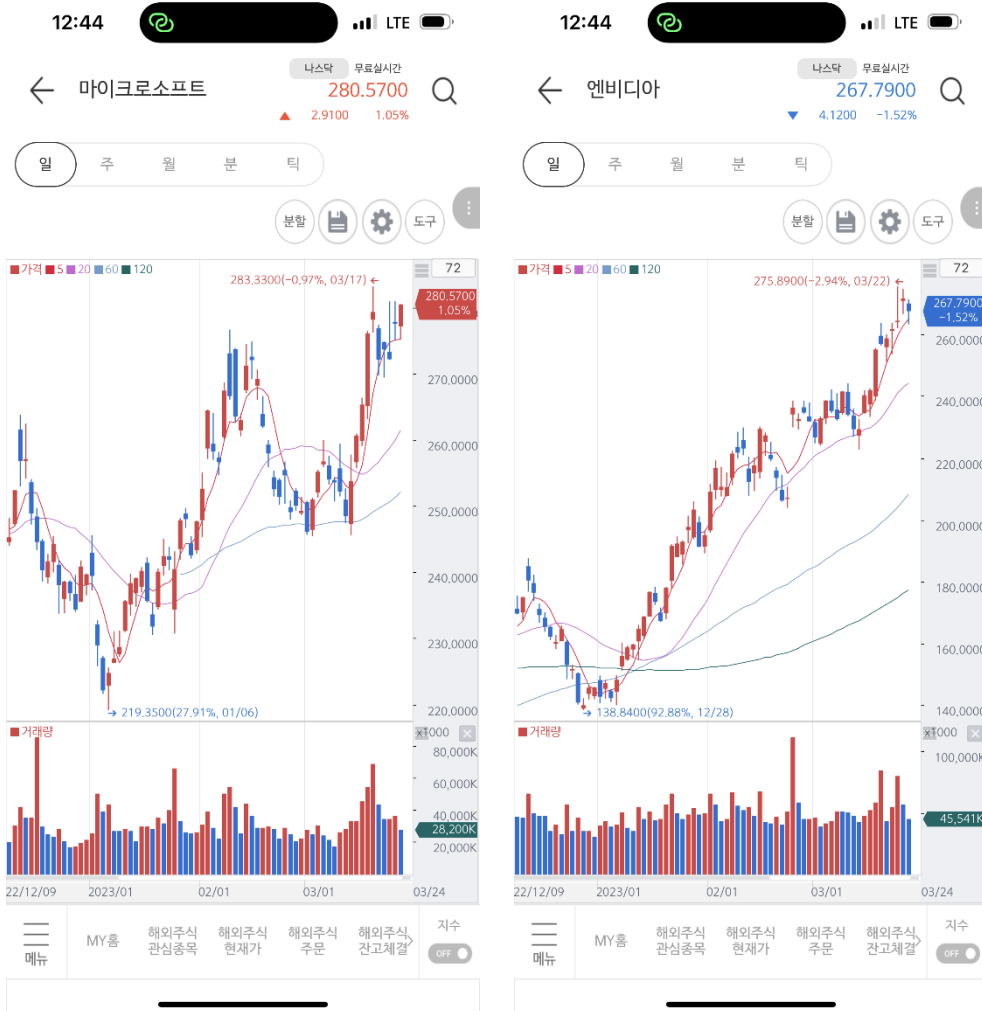 12:44
LTE
나스닥 무료실시간
마이크로소프트
280.5700
▲ 2.9100 1.05%
일 주 월 분 틱
분할
도구
가격 5 20 60 120
72
283.3300(-0.97%, 03/17) ←
280.5700
1.05%
270,0000
260,0000
250,0000
240,0000
230,0000
220,0000
→ 219.3500(27.91%, 01/06)
거래량
x1000
80,000K
60,000K
40,000K
28,200K
20,000K
22/12/09 2023/01 02/01 03/01 03/24
메뉴
MY홈
해외주식
관심종목
해외주식
현재가
해외주식
주문
해외주식
잔고체결
지수
OFF
12:44
LTE
나스닥 무료실시간
엔비디아
267.7900
▼ 4.1200 -1.52%
일 주 월 분 틱
분할
도구
가격 5 20 60 120
72
275.8900(-2.94%, 03/22) ←
267,7900
-1.52%
260,0000
240,0000
220,0000
200,0000
180,0000
160,0000
140,0000
→ 138.8400(92.88%, 12/28)
거래량
x1000
100,000K
45,541K
22/12/09 2023/01 02/01 03/01 03/24
메뉴
MY홈
해외주식
관심종목
해외주식
현재가
해외주식
주문
해외주식
잔고체결
지수
OFF